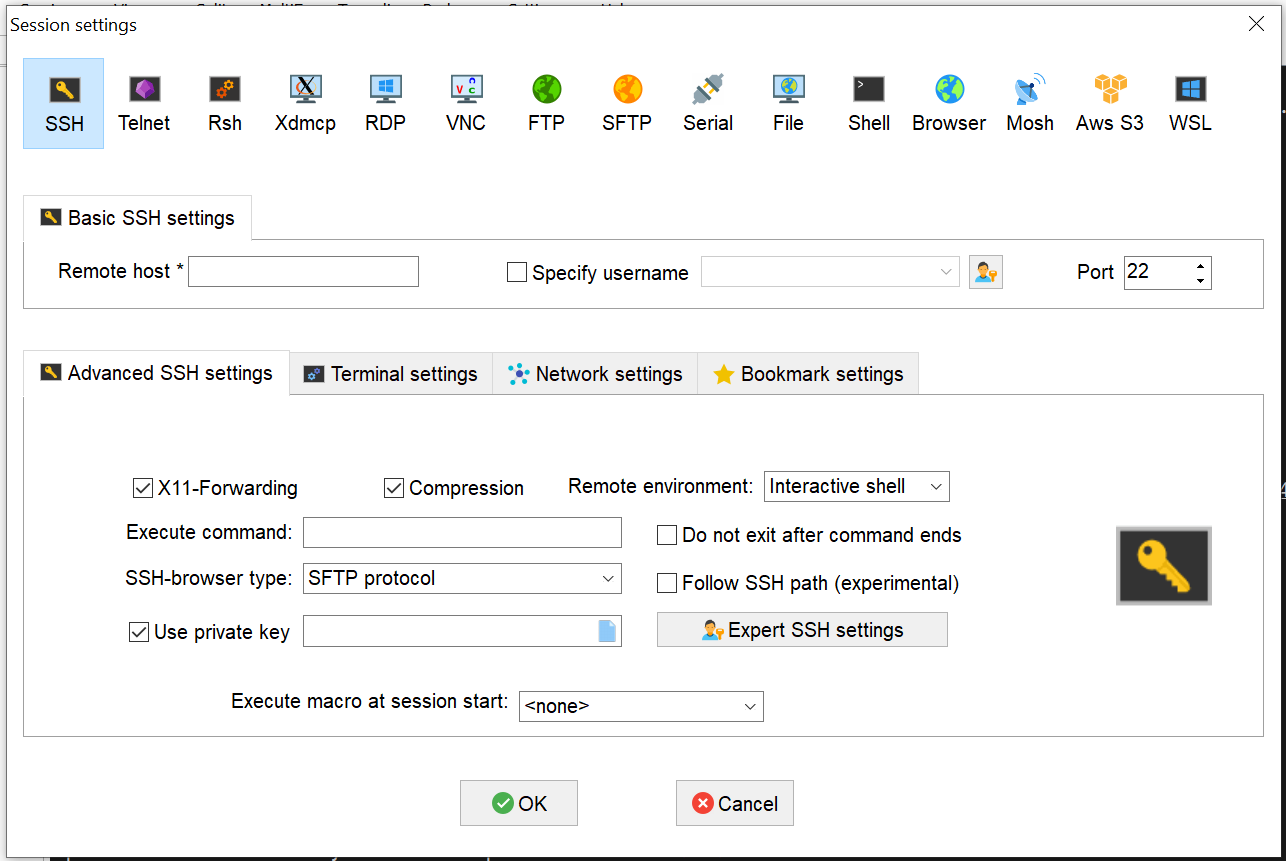 Session settings
SSH Telnet Rsh Xdmcp RDP VNC FTP SFTP Serial File Shell Browser Mosh Aws S3 WSL
Basic SSH settings
Remote host * Specify username Port 22
Advanced SSH settings Terminal settings Network settings Bookmark settings
X11-Forwarding Compression Remote environment: Interactive shell
Execute command: Do not exit after command ends
SSH-browser type: SFTP protocol Follow SSH path (experimental)
Use private key Expert SSH settings
Execute macro at session start: <none>
OK Cancel